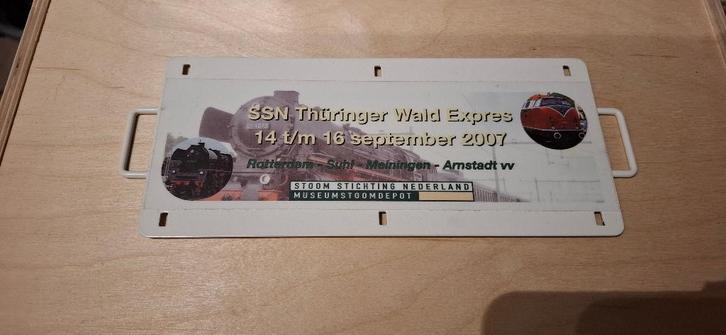 SSN Thüringer Wald Expres
14 t/m 16 september 2007
Rotterdam - Suhl - Meiningen - Arnstadt vv
STOOM STICHTING NEDERLAND
MUSEUMSTOOMDEPOT